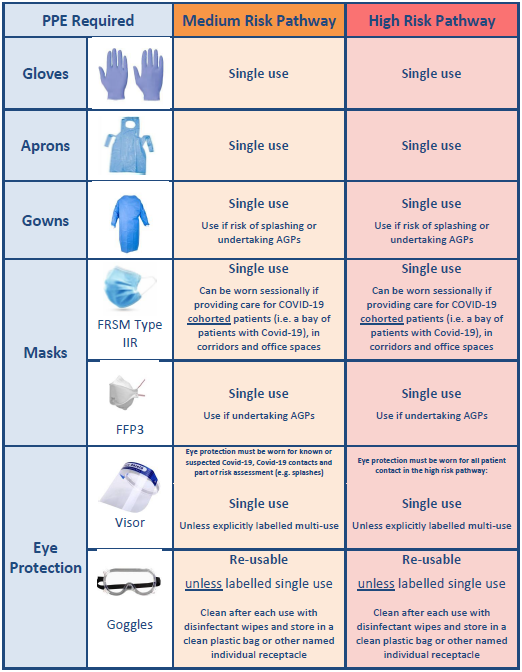 PPE Required
Medium Risk Pathway
High Risk Pathway
Gloves
Single use
Single use
Aprons
Single use
Single use
Gowns
Single use
Use if risk of splashing or
undertaking AGPs
Single use
Use if risk of splashing or
undertaking AGPs
Masks
FRSM Type
IIR
Single use
Can be worn sessionally if
providing care for COVID-19
cohorted patients (i.e. a bay of
patients with Covid-19), in
corridors and office spaces
Single use
Can be worn sessionally if
providing care for COVID-19
cohorted patients (i.e. a bay of
patients with Covid-19), in
corridors and office spaces
FFP3
Single use
Use if undertaking AGPs
Single use
Use if undertaking AGPs
Eye
Protection
Visor
Eye protection must be worn for known or
suspected Covid-19, Covid-19 contacts and
part of risk assessment (e.g. splashes)
Single use
Unless explicitly labelled multi-use
Eye protection must be worn for all patient
contact in the high risk pathway:
Single use
Unless explicitly labelled multi-use
Goggles
Re-usable
unless labelled single use
Clean after each use with
disinfectant wipes and store in a
clean plastic bag or other named
individual receptacle
Re-usable
unless labelled single use
Clean after each use with
disinfectant wipes and store in a
clean plastic bag or other named
individual receptacle